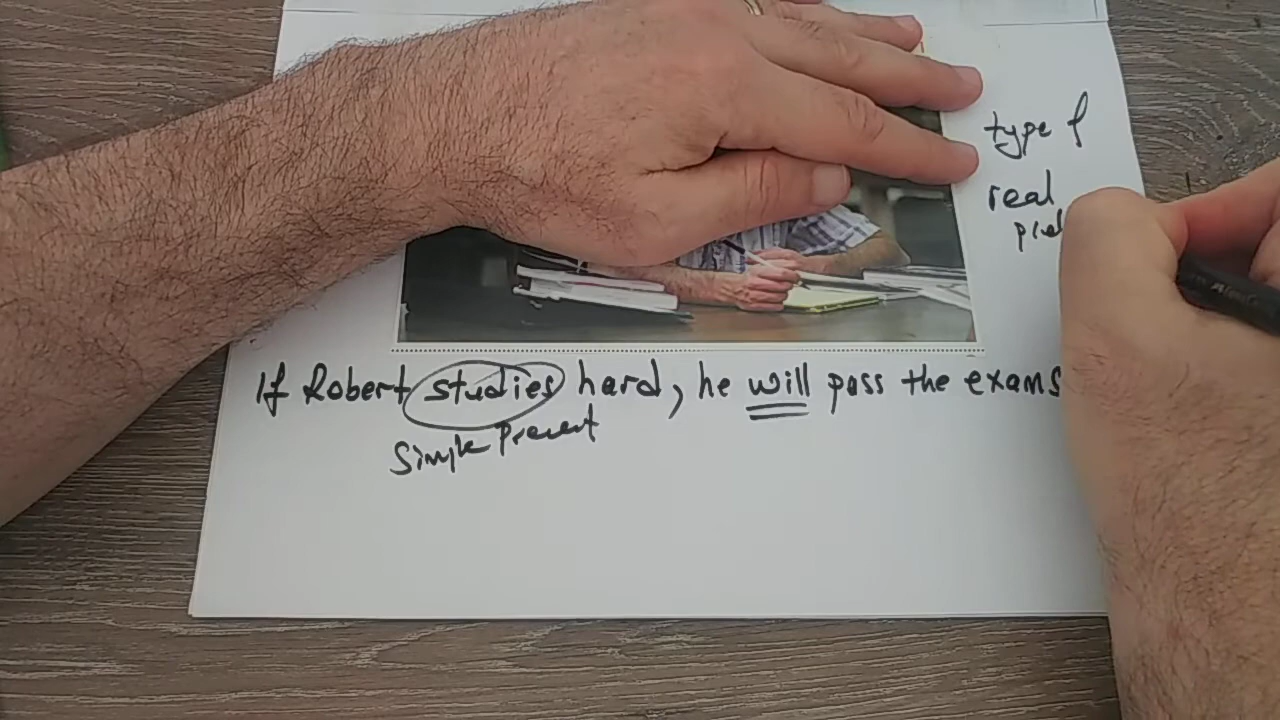 type 1
real
If Robert studies hard, he will pass the exams
Simple Present